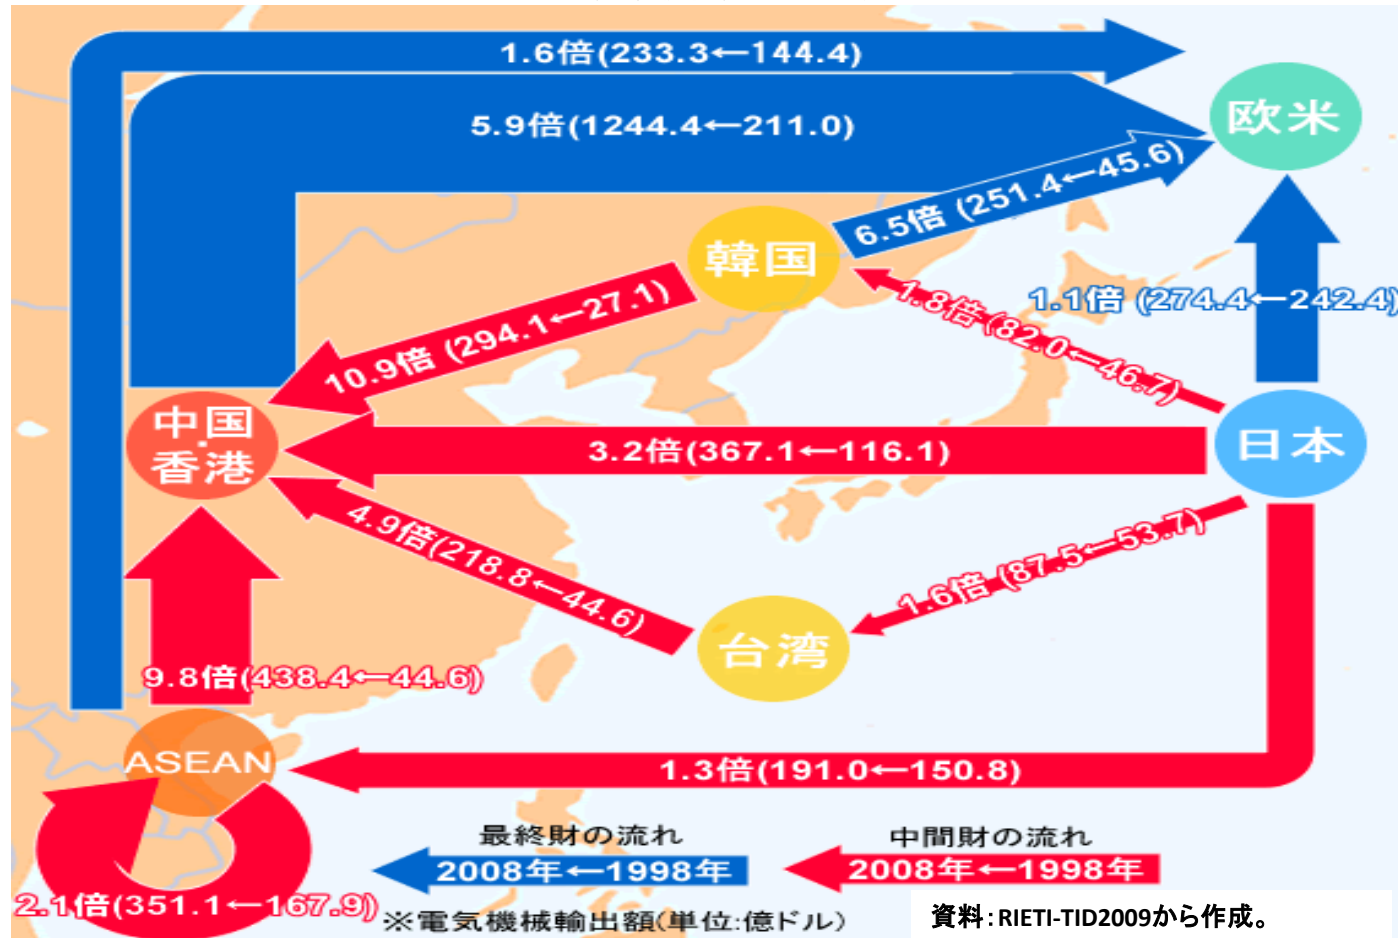 1.6倍(233.3←144.4)
5.9倍(1244.4←211.0)
欧米
6.5倍 (251.4←45.6)
韓国
1.1倍 (274.4←242.4)
1.8倍 (82.0←46.7)
10.9倍 (294.1←27.1)
中国・香港
3.2倍(367.1←116.1)
日本
4.9倍(218.8←44.6)
1.6倍 (87.5←53.7)
台湾
9.8倍(438.4←44.6)
ASEAN
1.3倍(191.0←150.8)
2.1倍(351.1←167.9)
最終財の流れ
2008年←1998年
中間財の流れ
2008年←1998年
※電気機械輸出額(単位:億ドル)
資料：RIETI-TID2009から作成。